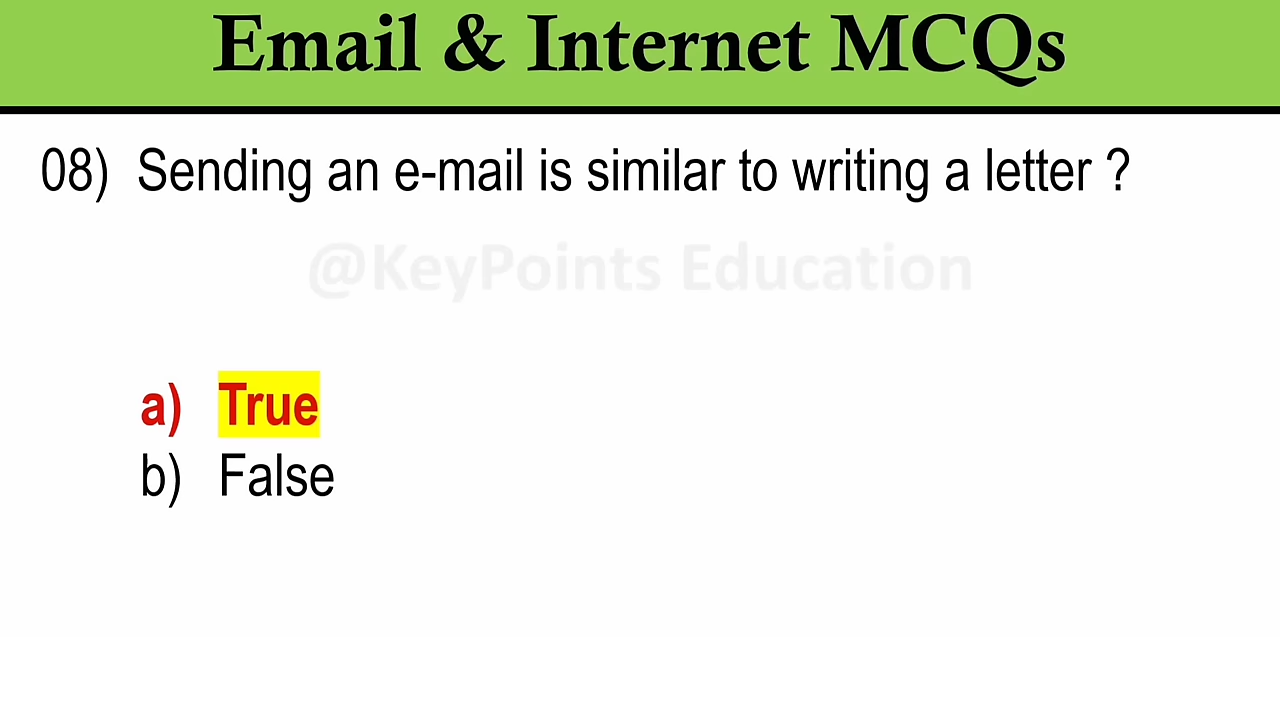 Email & Internet MCQs
08) Sending an e-mail is similar to writing a letter ?
@KeyPoints Education
a) True
b) False